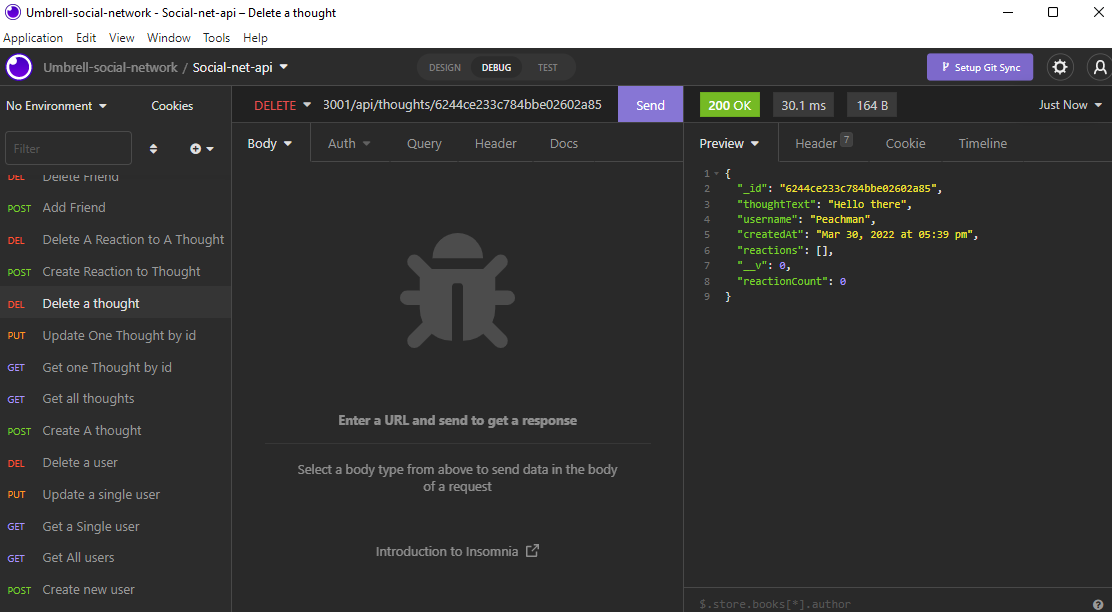 Umbrell-social-network - Social-net-api – Delete a thought
Application Edit View Window Tools Help
Umbrell-social-network / Social-net-api
DESIGN DEBUG TEST
Setup Git Sync
No Environment Cookies
Filter
DEL Delete Friend
POST Add Friend
DEL Delete A Reaction to A Thought
POST Create Reaction to Thought
DEL Delete a thought
PUT Update One Thought by id
GET Get one Thought by id
GET Get all thoughts
POST Create A thought
DEL Delete a user
PUT Update a single user
GET Get a Single user
GET Get All users
POST Create new user
DELETE 3001/api/thoughts/6244ce233c784bbe02602a85 Send
Body Auth Query Header Docs
Enter a URL and send to get a response
Select a body type from above to send data in the body
of a request
Introduction to Insomnia
200 OK 30.1 ms 164 B Just Now
Preview Header 7 Cookie Timeline
1 {
2 "_id": "6244ce233c784bbe02602a85",
3 "thoughtText": "Hello there",
4 "username": "Peachman",
5 "createdAt": "Mar 30, 2022 at 05:39 pm",
6 "reactions": [],
7 "__v": 0,
8 "reactionCount": 0
9 }
$.store.books[*].author